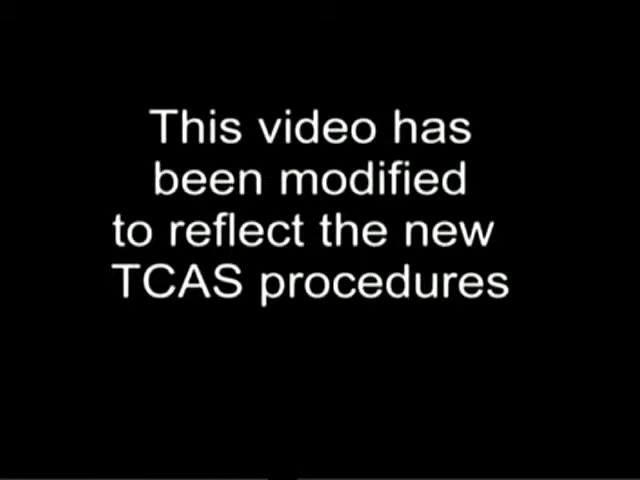 This video has
been modified
to reflect the new
TCAS procedures